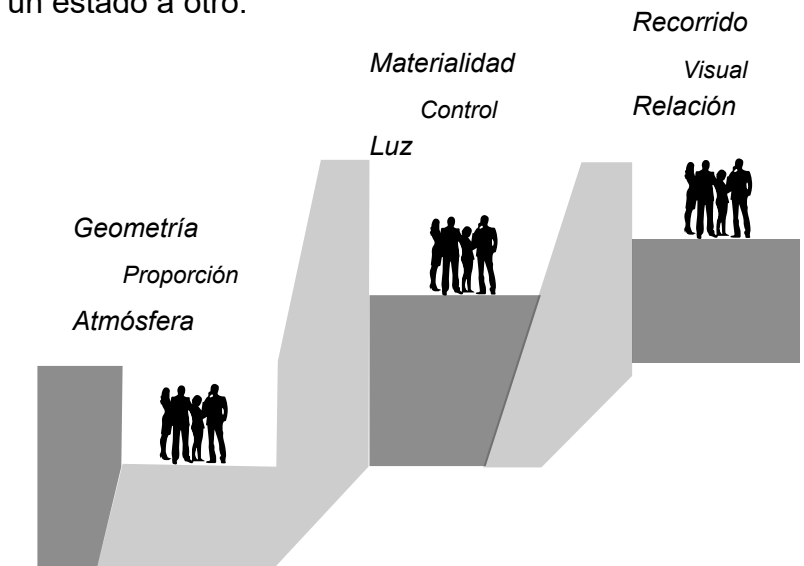 un estado a otro.
Recorrido
Visual
Relación
Materialidad
Control
Luz
Geometría
Proporción
Atmósfera